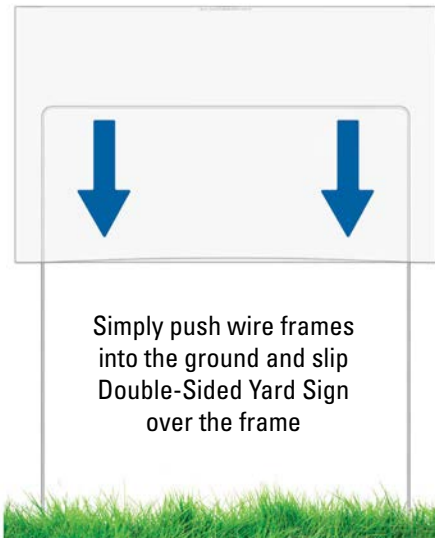 Simply push wire frames
into the ground and slip
Double-Sided Yard Sign
over the frame